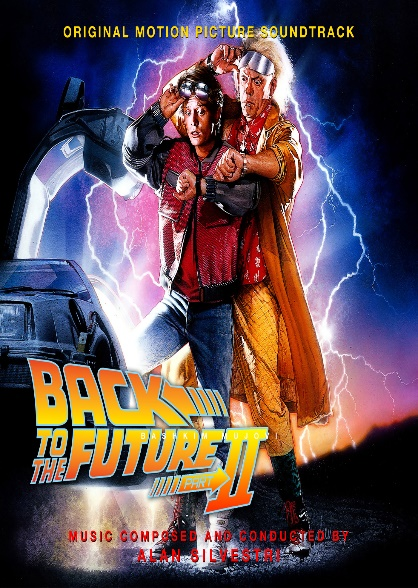 ORIGINAL MOTION PICTURE SOUNDTRACK
BACK
TO THE FUTURE
PART II
MUSIC COMPOSED AND CONDUCTED BY
ALAN SILVESTRI